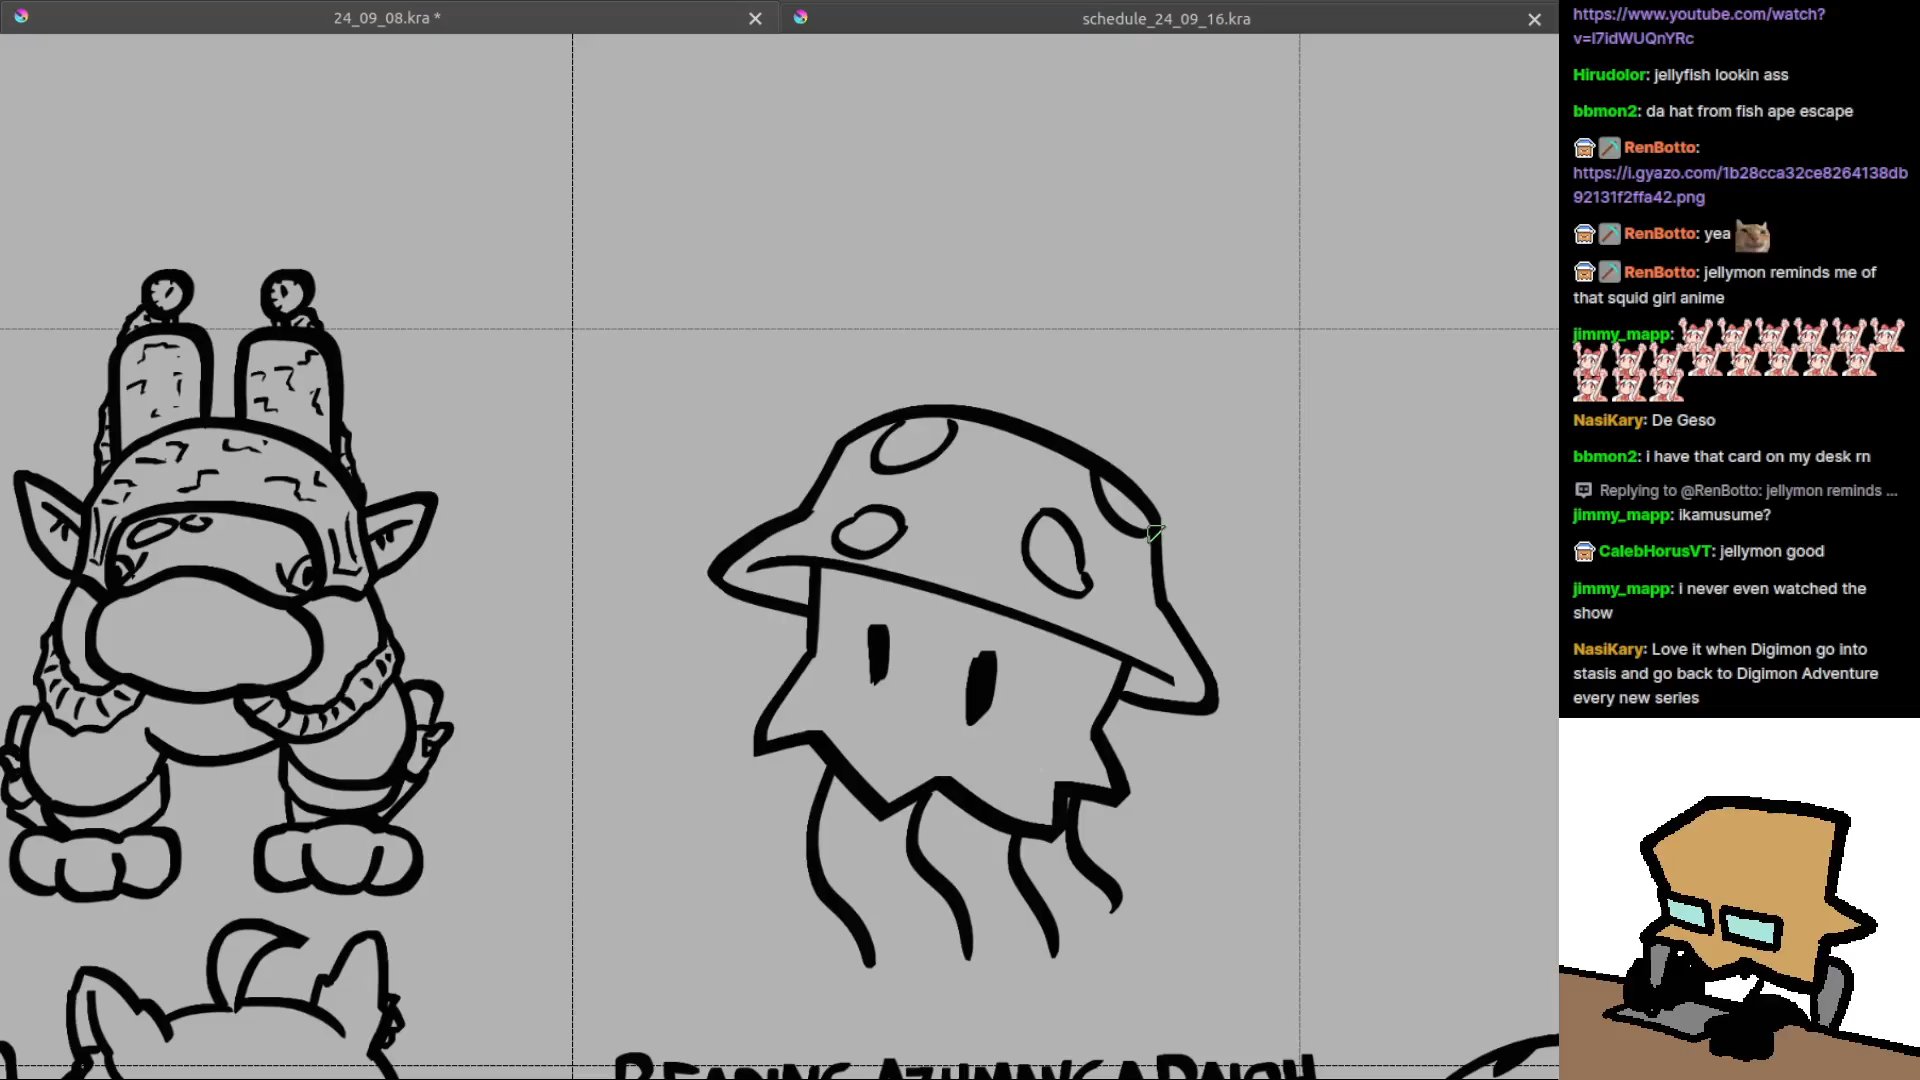 24_09_08.kra *
schedule_24_09_16.kra
https://www.youtube.com/watch?
v=I7idWUQnYRc
Hirudolor: jellyfish lookin ass
bbmon2: da hat from fish ape escape
RenBotto:
https://i.gyazo.com/1b28cca32ce8264138db
92131f2ffa42.png
RenBotto: yea
RenBotto: jellymon reminds me of
that squid girl anime
jimmy_mapp:
NasiKary: De Geso
bbmon2: i have that card on my desk rn
Replying to @RenBotto: jellymon reminds ...
jimmy_mapp: ikamusume?
CalebHorusVT: jellymon good
jimmy_mapp: i never even watched the
show
NasiKary: Love it when Digimon go into
stasis and go back to Digimon Adventure
every new series
READING AZUMANGA DAIOH